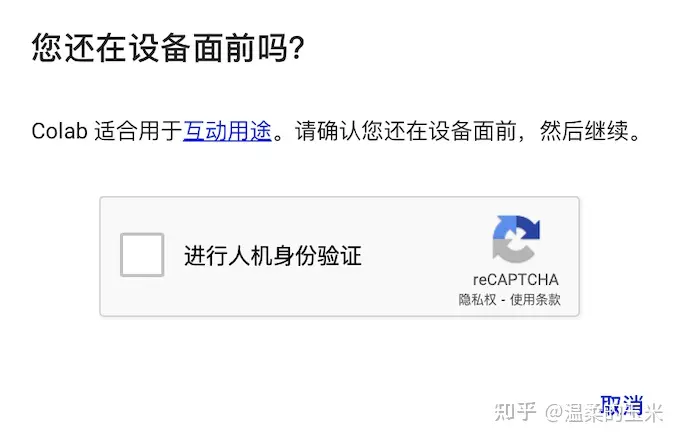 您还在设备面前吗?
Colab 适合用于互动用途。请确认您还在设备面前，然后继续。
进行人机身份验证
reCAPTCHA
隐私权 - 使用条款
取消
知乎 @温柔的玉米